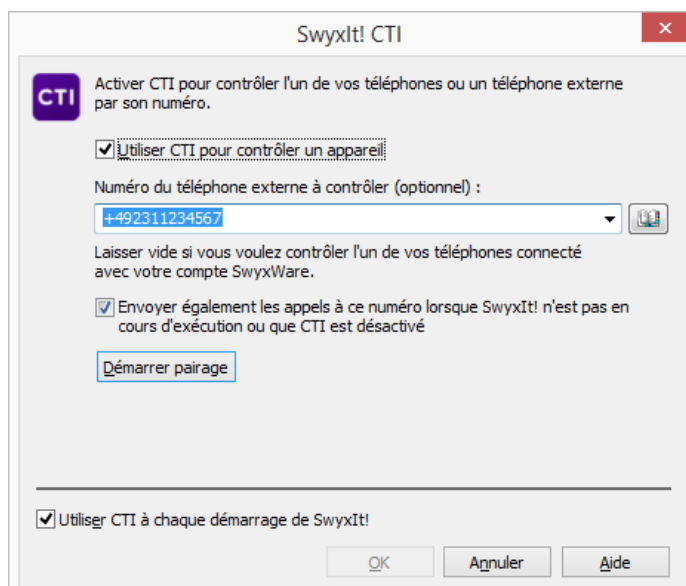 SwyxIt! CTI
CTI
Activer CTI pour contrôler l'un de vos téléphones ou un téléphone externe
par son numéro.
Utiliser CTI pour contrôler un appareil
Numéro du téléphone externe à contrôler (optionnel) :
+492311234567
Laisser vide si vous voulez contrôler l'un de vos téléphones connecté
avec votre compte SwyxWare.
Envoyer également les appels à ce numéro lorsque SwyxIt! n'est pas en
cours d'exécution ou que CTI est désactivé
Démarrer pairage
Utiliser CTI à chaque démarrage de SwyxIt!
OK Annuler Aide